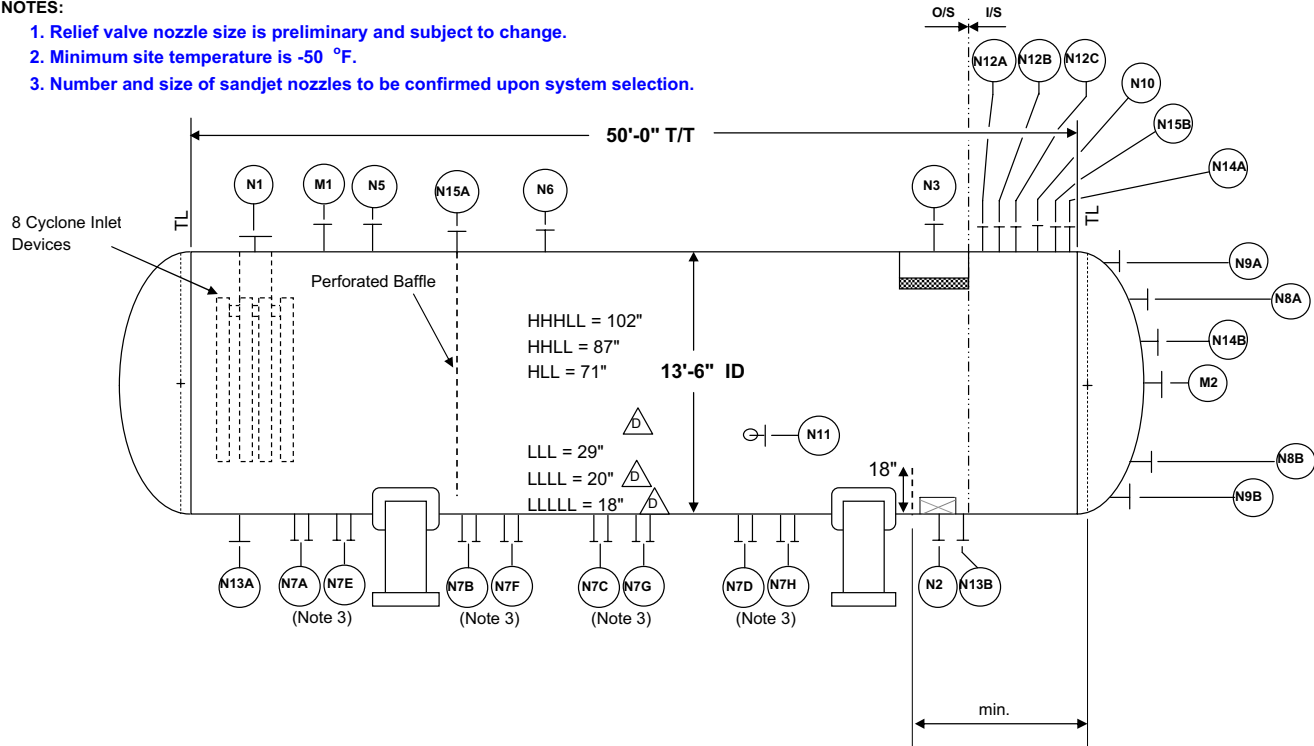 NOTES:
1. Relief valve nozzle size is preliminary and subject to change.
2. Minimum site temperature is -50 °F.
3. Number and size of sandjet nozzles to be confirmed upon system selection.
O/S I/S
N12A N12B N12C
N10
N15B
N14A
50'-0" T/T
N1 M1 N5 N15A N6 N3
TL TL
8 Cyclone Inlet
Devices
Perforated Baffle
HHHLL = 102"
HHLL = 87"
HLL = 71"
13'-6" ID
N9A
N8A
N14B
M2
D
N11
LLL = 29"
LLLL = 20" D
LLLLL = 18" D
18"
N8B
N9B
N13A N7A N7E N7B N7F N7C N7G N7D N7H N2 N13B
(Note 3) (Note 3) (Note 3) (Note 3)
min.